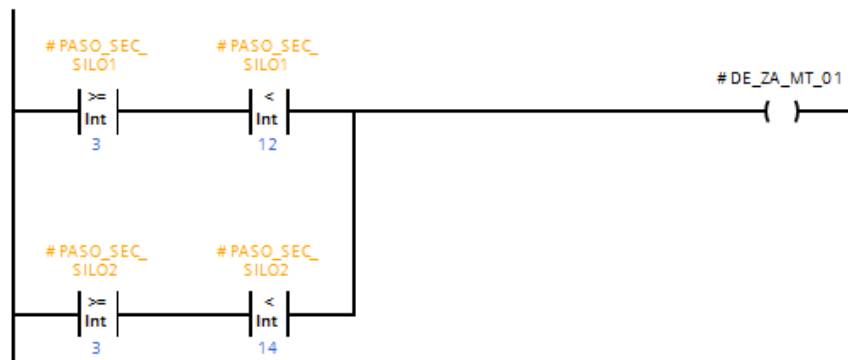 #PASO_SEC_ #PASO_SEC_
SILO1 SILO1
#DE_ZA_MT_01
>= <
Int Int
3 12
#PASO_SEC_ #PASO_SEC_
SILO2 SILO2
>= <
Int Int
3 14